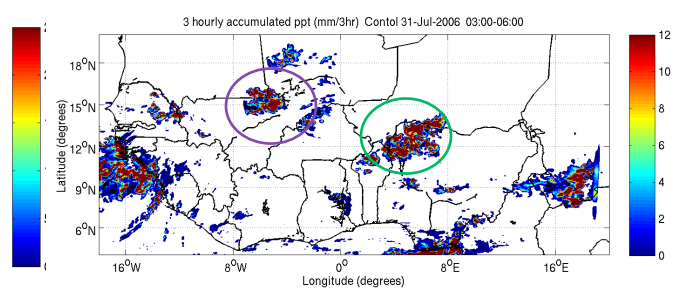 3 hourly accumulated ppt (mm/3hr) Contol 31-Jul-2006 03:00-06:00
12
10
8
6
4
2
0
18°N
15°N
12°N
9°N
6°N
Latitude (degrees)
16°W
8°W
0°
8°E
16°E
Longitude (degrees)